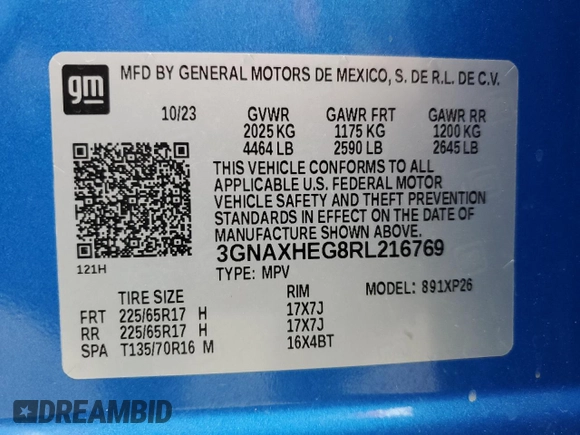 gm
MFD BY GENERAL MOTORS DE MEXICO, S. DE R.L. DE C.V.
10/23 GVWR GAWR FRT GAWR RR
2025 KG 1175 KG 1200 KG
4464 LB 2590 LB 2645 LB
THIS VEHICLE CONFORMS TO ALL
APPLICABLE U.S. FEDERAL MOTOR
VEHICLE SAFETY AND THEFT PREVENTION
STANDARDS IN EFFECT ON THE DATE OF
MANUFACTURE SHOWN ABOVE.
3GNAXHEG8RL216769
121H
TYPE: MPV
MODEL: 891XP26
TIRE SIZE RIM
FRT 225/65R17 H 17X7J
RR 225/65R17 H 17X7J
SPA T135/70R16 M 16X4BT
DREAMBID